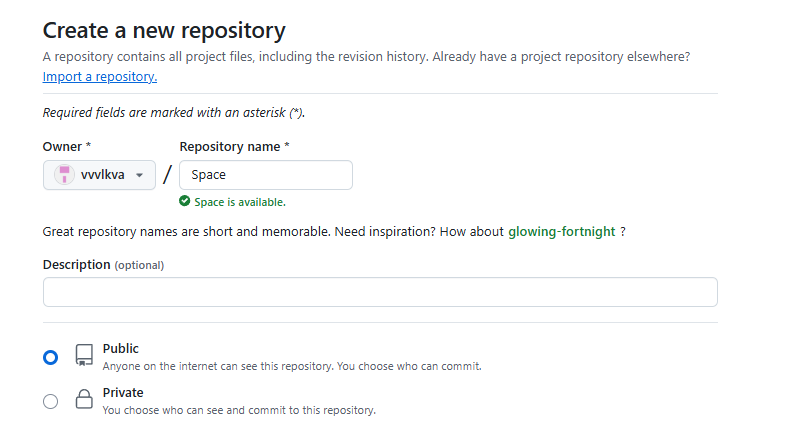 Create a new repository
A repository contains all project files, including the revision history. Already have a project repository elsewhere?
Import a repository.
Required fields are marked with an asterisk (*).
Owner * Repository name *
vvvlkva / Space
Space is available.
Great repository names are short and memorable. Need inspiration? How about glowing-fortnight ?
Description (optional)
Public
Anyone on the internet can see this repository. You choose who can commit.
Private
You choose who can see and commit to this repository.